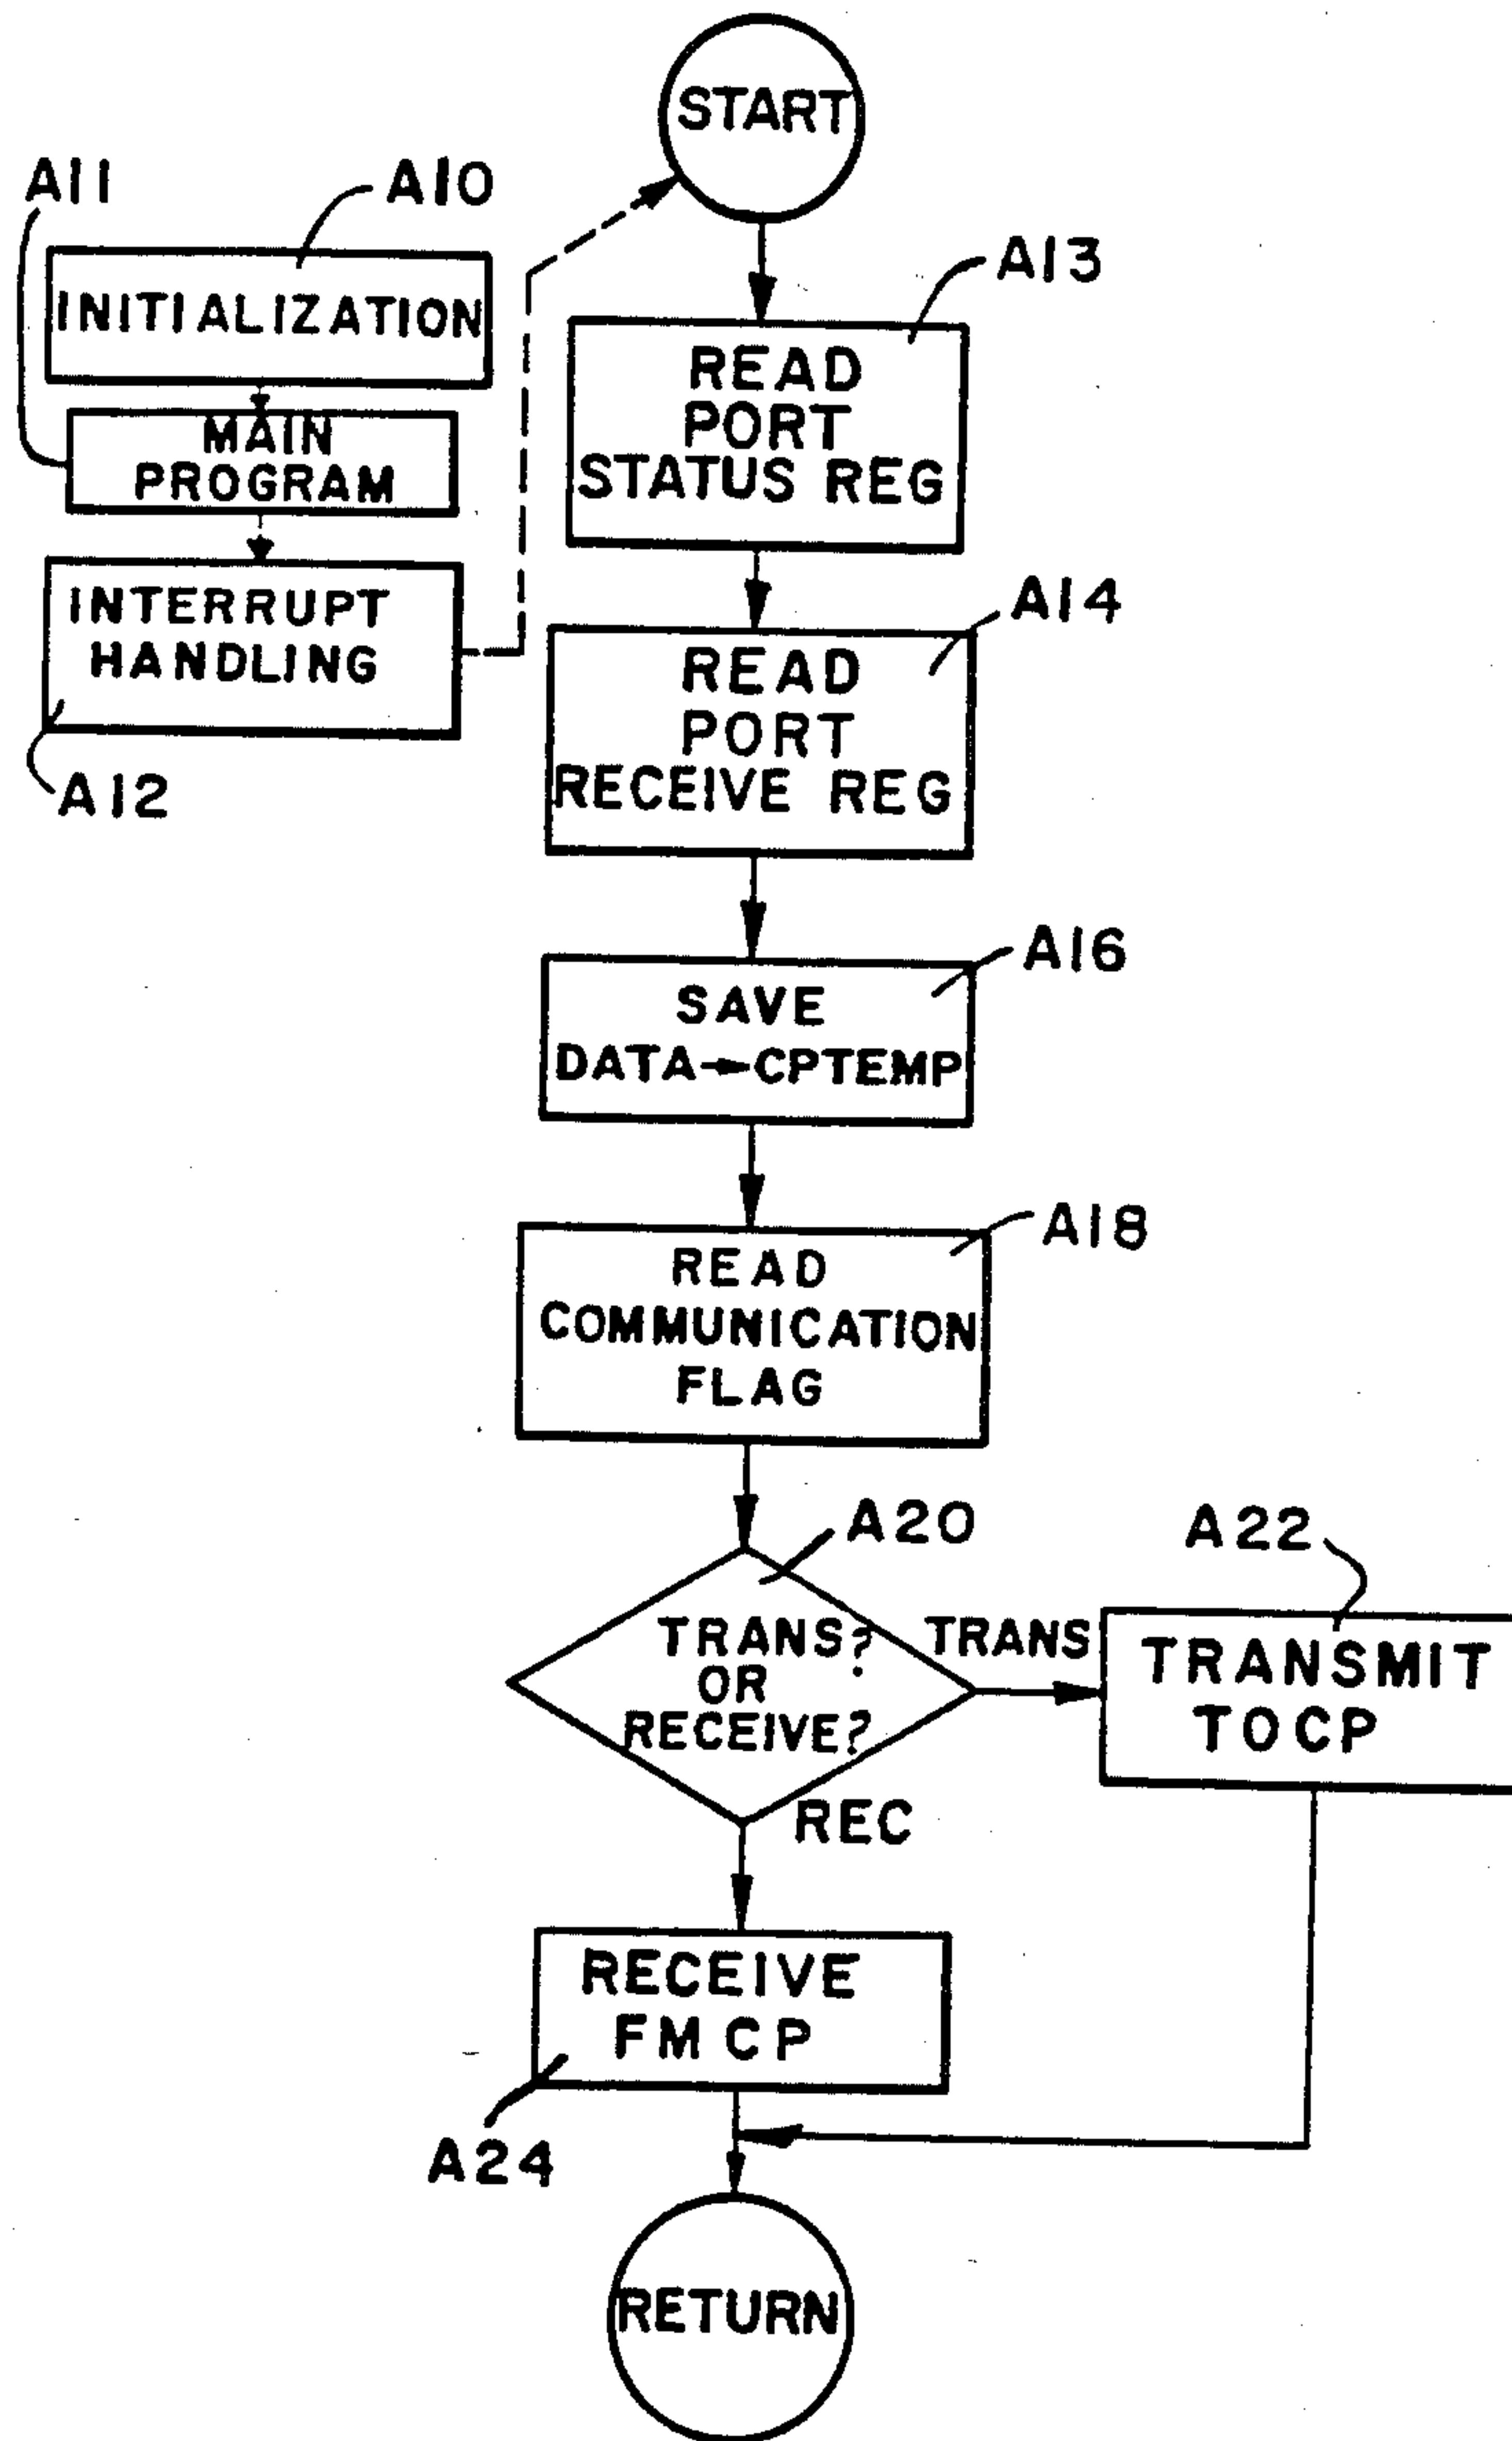 START
A11
A10
INITIALIZATION
MAIN
PROGRAM
INTERRUPT
HANDLING
A12
A13
READ
PORT
STATUS REG
A14
READ
PORT
RECEIVE REG
A16
SAVE
DATA→CPTEMP
A18
READ
COMMUNICATION
FLAG
A20
TRANS?
OR
RECEIVE?
TRANS
A22
TRANSMIT
TOCP
REC
RECEIVE
FMCP
A24
RETURN